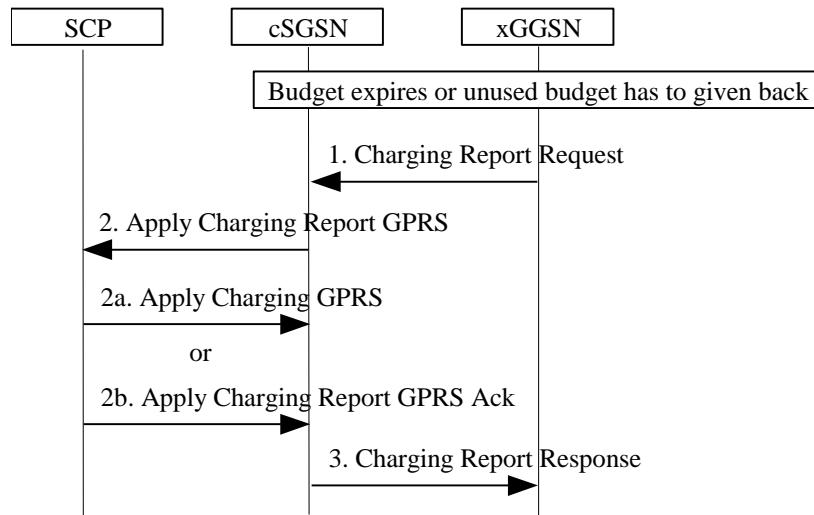 SCP cSGSN xGGSN
Budget expires or unused budget has to given back
1. Charging Report Request
2. Apply Charging Report GPRS
2a. Apply Charging GPRS
or
2b. Apply Charging Report GPRS Ack
3. Charging Report Response